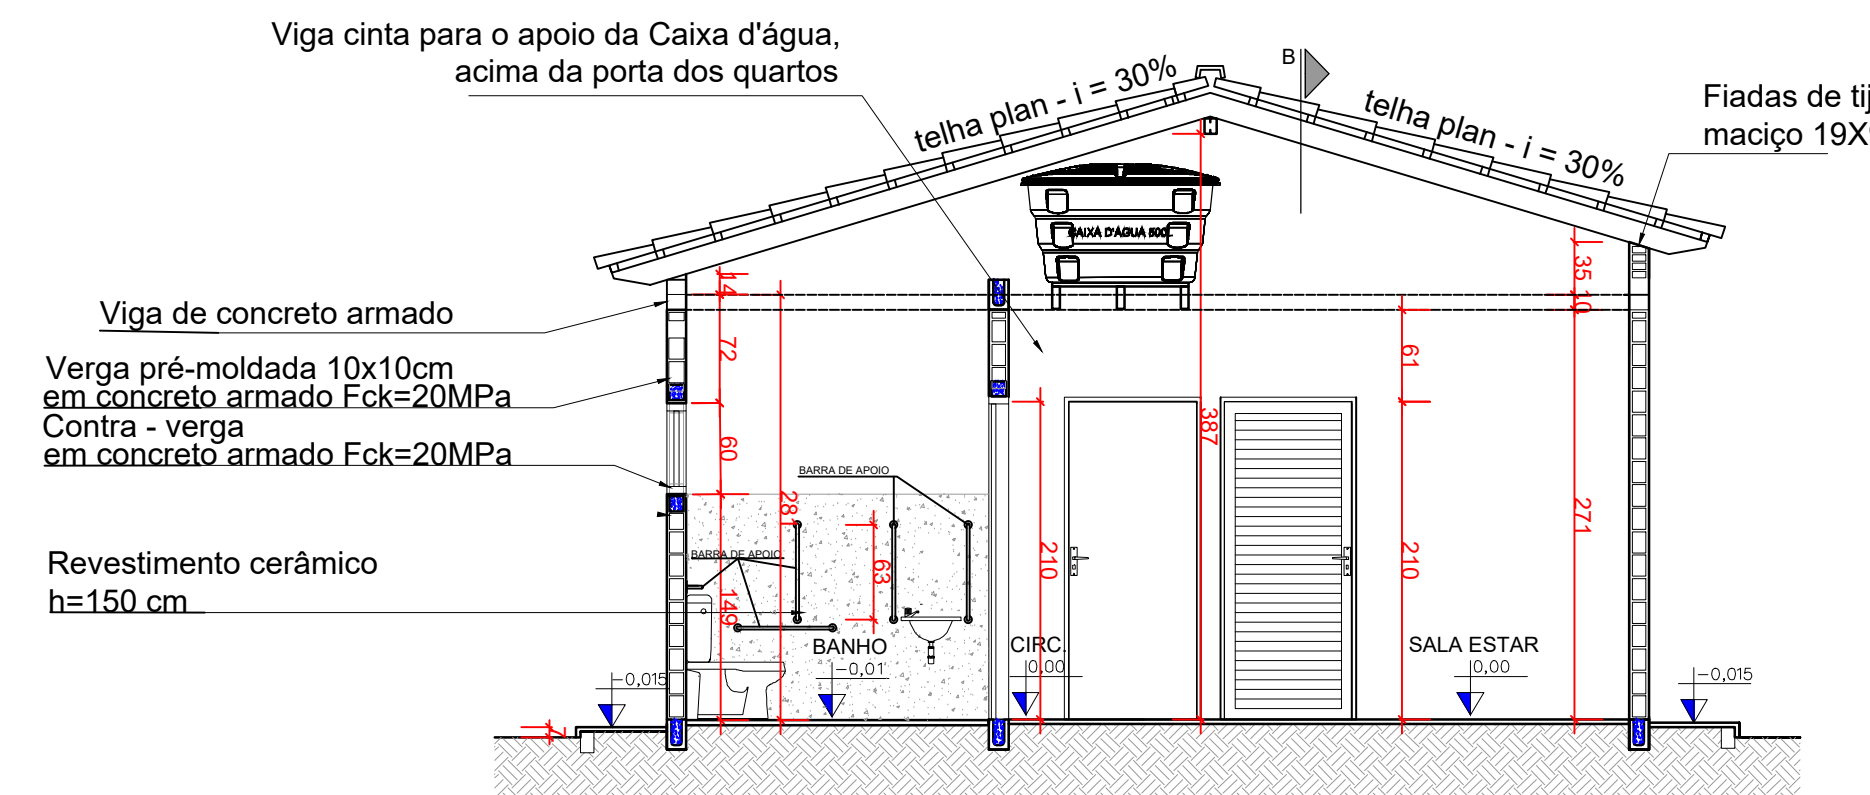 Viga cinta para o apoio da Caixa d'água,
acima da porta dos quartos
B
telha plan - i = 30%
telha plan - i = 30%
Fiadas de tij
maciço 19X
CAIXA D'AGUA 500L
Viga de concreto armado
Verga pré-moldada 10x10cm
em concreto armado Fck=20MPa
Contra - verga
em concreto armado Fck=20MPa
Revestimento cerâmico
h=150 cm
14
72
60
149
281
BARRA DE APOIO
BARRA DE APOIO
63
210
387
61
210
35
10
271
BANHO
-0,01
CIRC.
0,00
SALA ESTAR
0,00
-0,015
-0,015
7